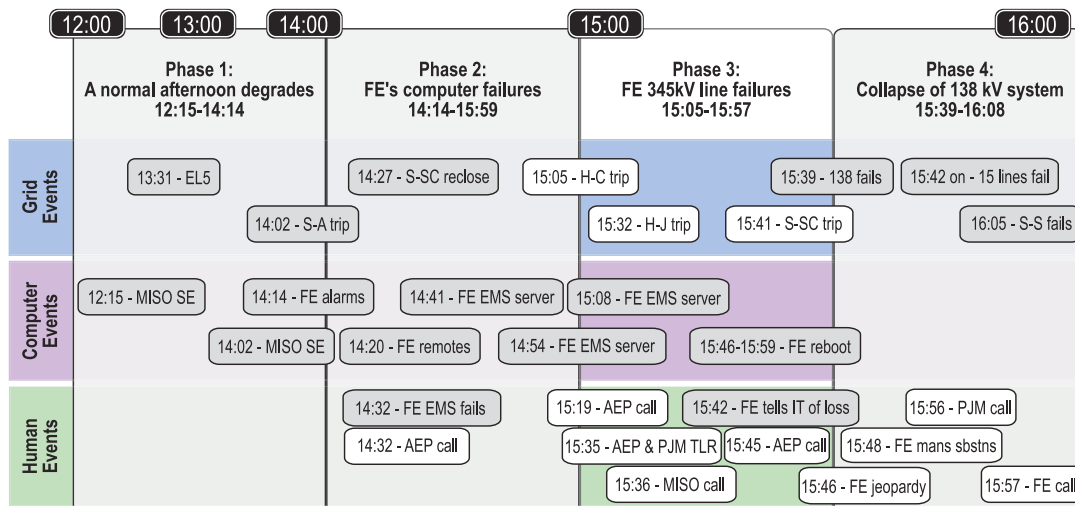 12:00
13:00
14:00
15:00
16:00
Phase 1:
A normal afternoon degrades
12:15-14:14
Phase 2:
FE's computer failures
14:14-15:59
Phase 3:
FE 345kV line failures
15:05-15:57
Phase 4:
Collapse of 138 kV system
15:39-16:08
Grid
Events
13:31 - EL5
14:27 - S-SC reclose
15:05 - H-C trip
15:39 - 138 fails
15:42 on - 15 lines fail
14:02 - S-A trip
15:32 - H-J trip
15:41 - S-SC trip
16:05 - S-S fails
Computer
Events
12:15 - MISO SE
14:14 - FE alarms
14:41 - FE EMS server
15:08 - FE EMS server
14:02 - MISO SE
14:20 - FE remotes
14:54 - FE EMS server
15:46-15:59 - FE reboot
Human
Events
14:32 - FE EMS fails
15:19 - AEP call
15:42 - FE tells IT of loss
15:56 - PJM call
14:32 - AEP call
15:35 - AEP & PJM TLR
15:45 - AEP call
15:48 - FE mans sbstns
15:36 - MISO call
15:46 - FE jeopardy
15:57 - FE call